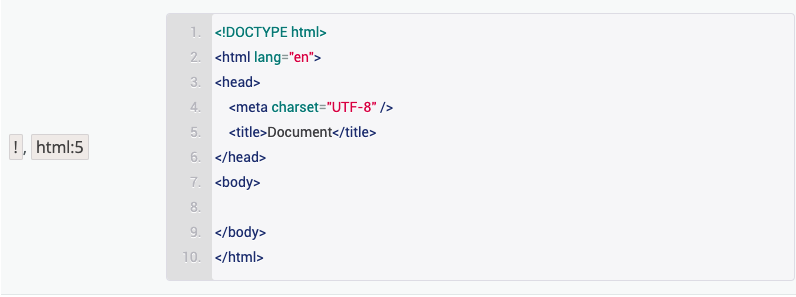 !, html:5
1. <!DOCTYPE html>
2. <html lang="en">
3. <head>
4.     <meta charset="UTF-8" />
5.     <title>Document</title>
6. </head>
7. <body>
8.
9. </body>
10. </html>